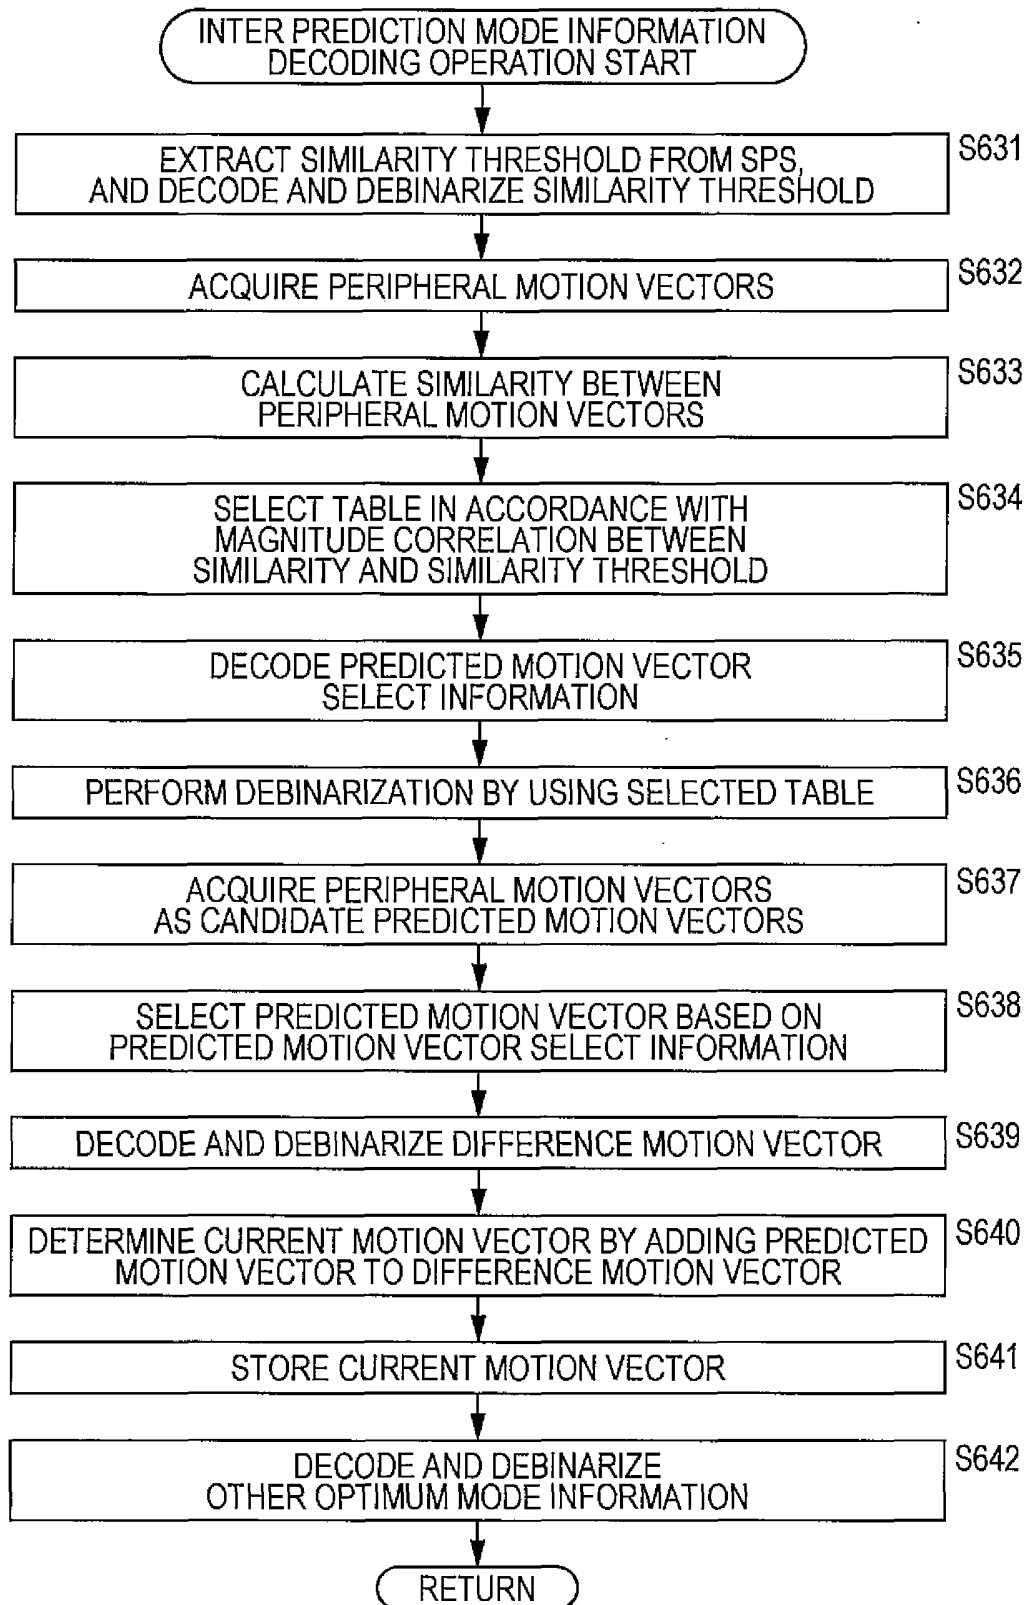 INTER PREDICTION MODE INFORMATION
DECODING OPERATION START
S631
EXTRACT SIMILARITY THRESHOLD FROM SPS,
AND DECODE AND DEBINARIZE SIMILARITY THRESHOLD
S632
ACQUIRE PERIPHERAL MOTION VECTORS
S633
CALCULATE SIMILARITY BETWEEN
PERIPHERAL MOTION VECTORS
S634
SELECT TABLE IN ACCORDANCE WITH
MAGNITUDE CORRELATION BETWEEN
SIMILARITY AND SIMILARITY THRESHOLD
S635
DECODE PREDICTED MOTION VECTOR
SELECT INFORMATION
S636
PERFORM DEBINARIZATION BY USING SELECTED TABLE
S637
ACQUIRE PERIPHERAL MOTION VECTORS
AS CANDIDATE PREDICTED MOTION VECTORS
S638
SELECT PREDICTED MOTION VECTOR BASED ON
PREDICTED MOTION VECTOR SELECT INFORMATION
S639
DECODE AND DEBINARIZE DIFFERENCE MOTION VECTOR
S640
DETERMINE CURRENT MOTION VECTOR BY ADDING PREDICTED
MOTION VECTOR TO DIFFERENCE MOTION VECTOR
S641
STORE CURRENT MOTION VECTOR
S642
DECODE AND DEBINARIZE
OTHER OPTIMUM MODE INFORMATION
RETURN